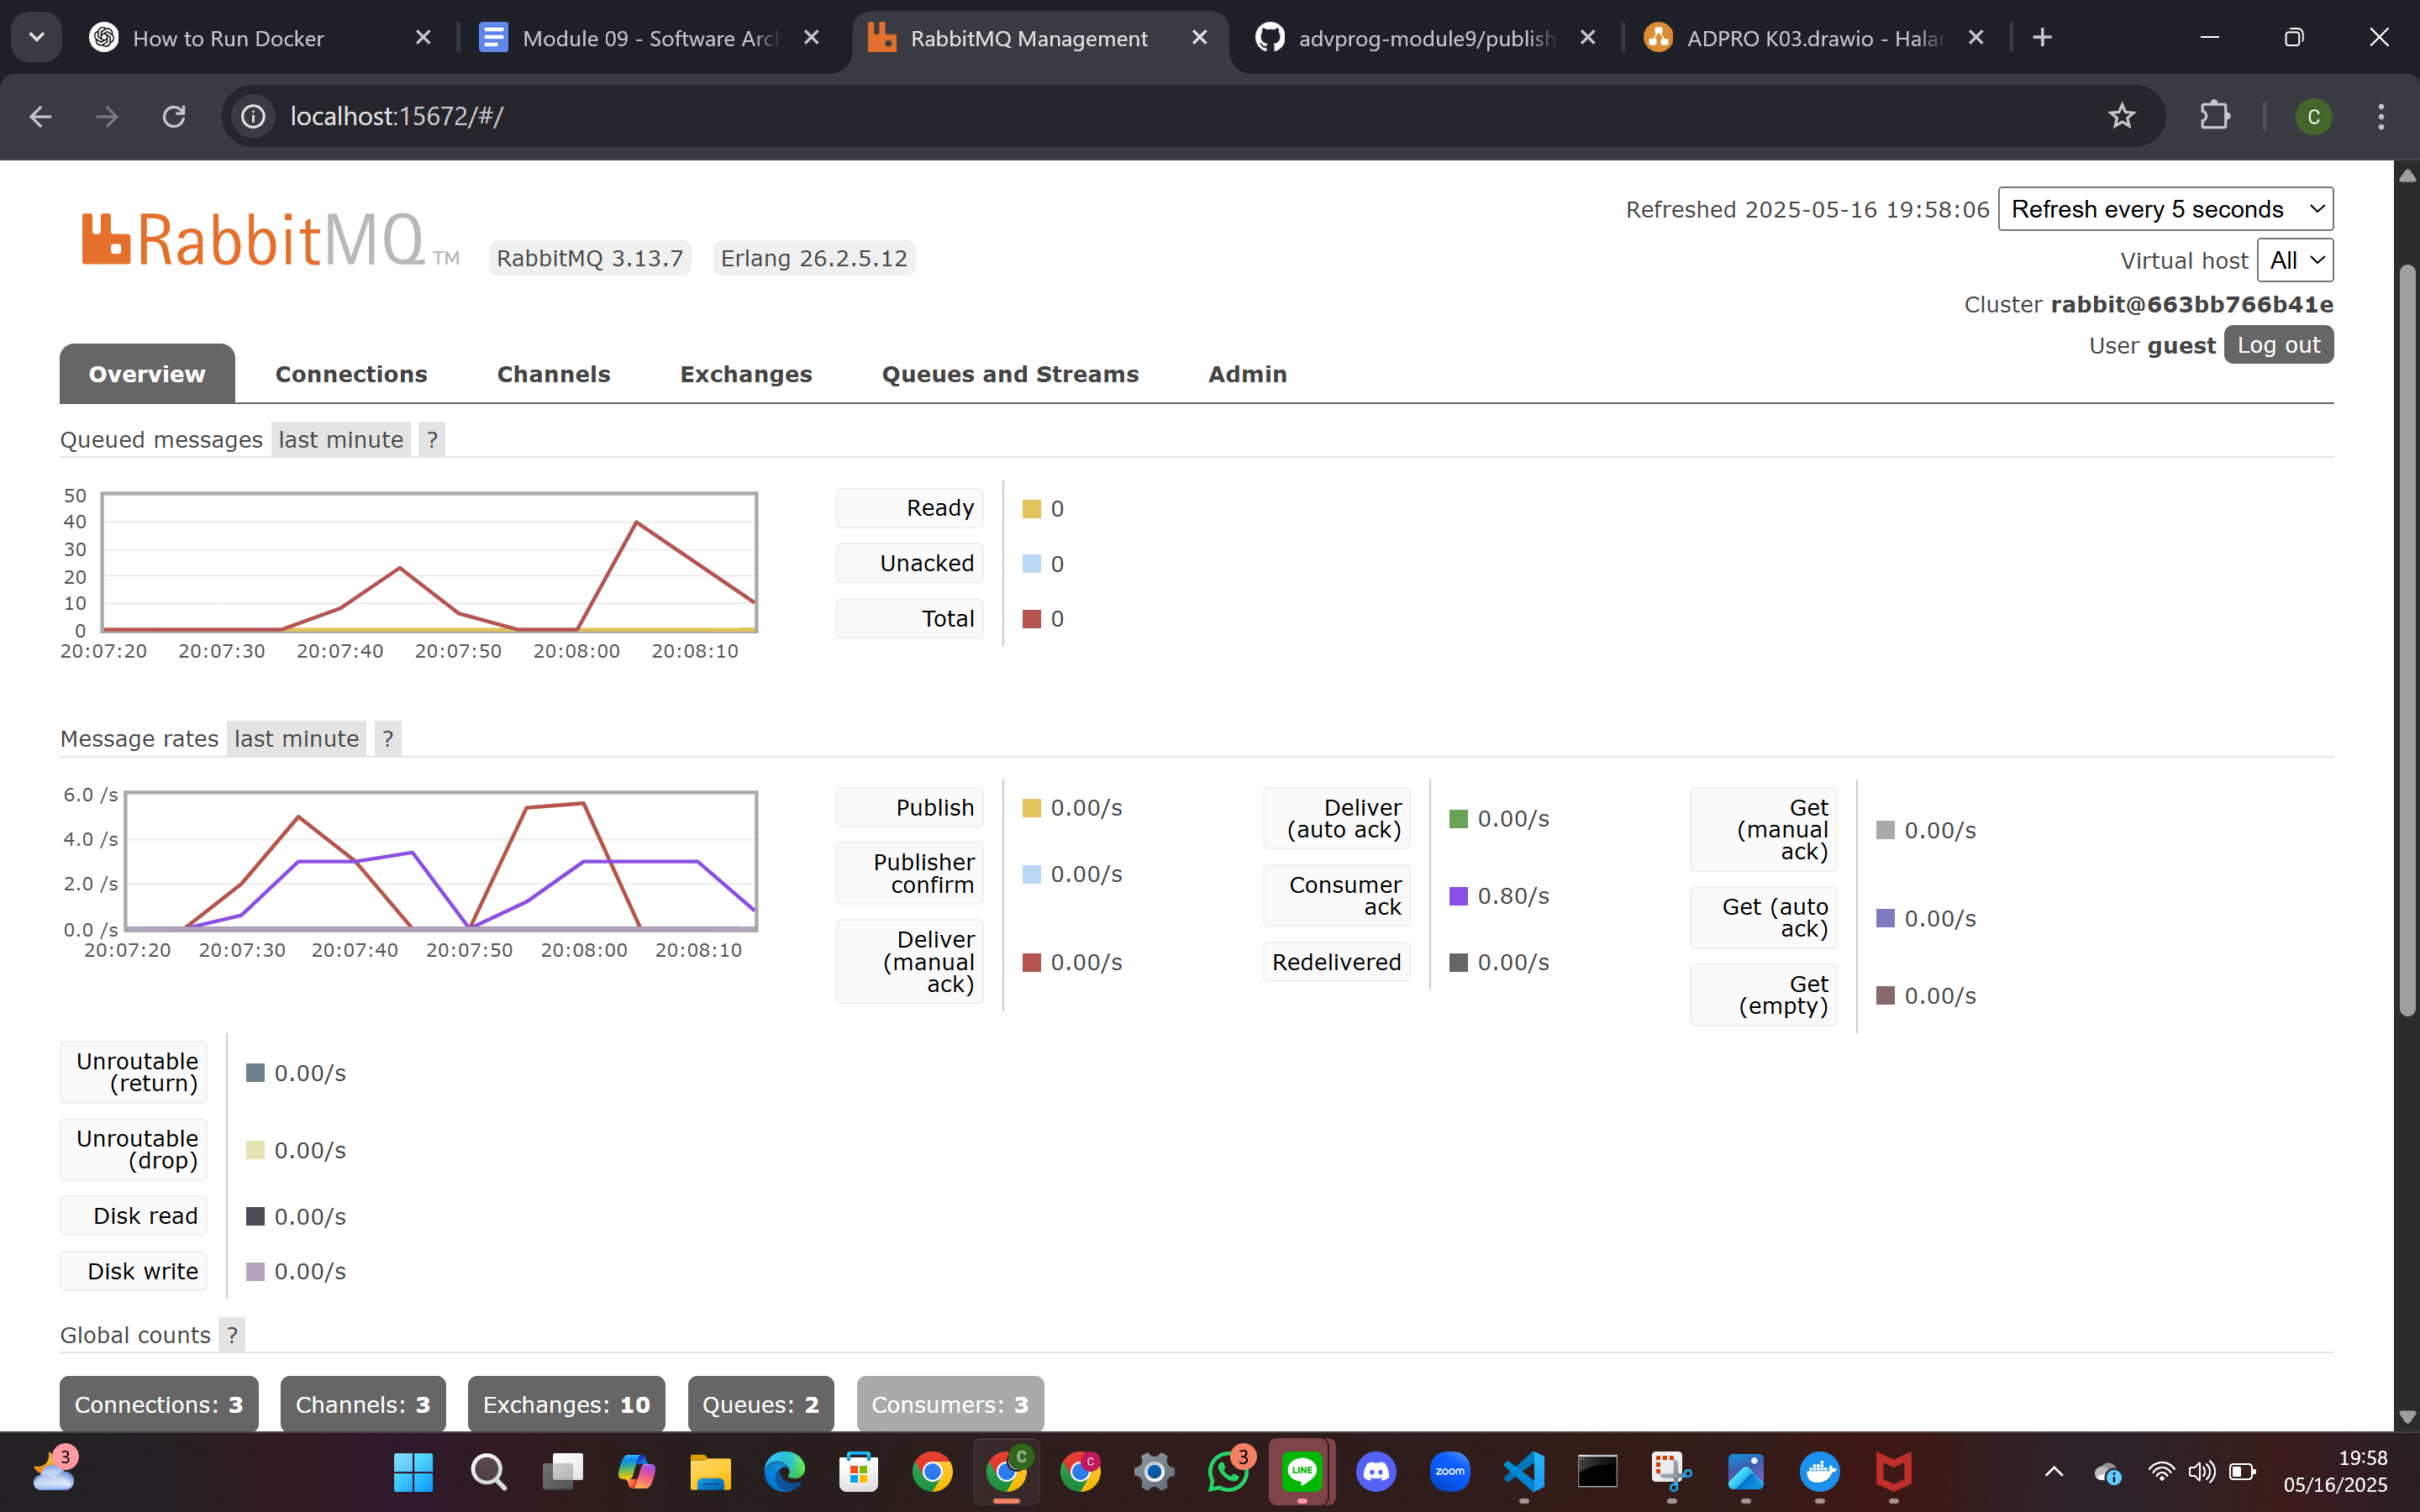 How to Run Docker
Module 09 - Software Arc
RabbitMQ Management
advprog-module9/publish
ADPRO K03.drawio - Hala
localhost:15672/#/
C
RabbitMQ TM
RabbitMQ 3.13.7
Erlang 26.2.5.12
Refreshed 2025-05-16 19:58:06
Refresh every 5 seconds
Virtual host All
Cluster rabbit@663bb766b41e
User guest Log out
Overview
Connections
Channels
Exchanges
Queues and Streams
Admin
Queued messages last minute ?
50
40
30
20
10
0
20:07:20 20:07:30 20:07:40 20:07:50 20:08:00 20:08:10
Ready 0
Unacked 0
Total 0
Message rates last minute ?
6.0 /s
4.0 /s
2.0 /s
0.0 /s
20:07:20 20:07:30 20:07:40 20:07:50 20:08:00 20:08:10
Publish 0.00/s
Publisher
confirm 0.00/s
Deliver
(manual
ack) 0.00/s
Deliver
(auto ack) 0.00/s
Consumer
ack 0.80/s
Redelivered 0.00/s
Get
(manual
ack) 0.00/s
Get (auto
ack) 0.00/s
Get
(empty) 0.00/s
Unroutable
(return) 0.00/s
Unroutable
(drop) 0.00/s
Disk read 0.00/s
Disk write 0.00/s
Global counts ?
Connections: 3
Channels: 3
Exchanges: 10
Queues: 2
Consumers: 3
3
C
C
3
LINE
zoom
19:58
05/16/2025